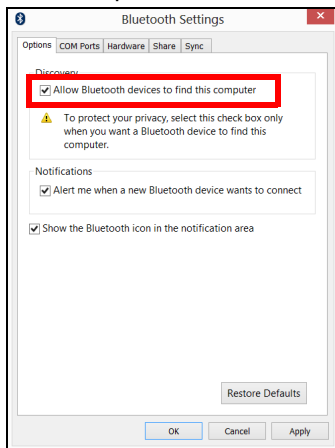 Bluetooth Settings
Options COM Ports Hardware Share Sync
Discovery
Allow Bluetooth devices to find this computer
To protect your privacy, select this check box only
when you want a Bluetooth device to find this
computer.
Notifications
Alert me when a new Bluetooth device wants to connect
Show the Bluetooth icon in the notification area
Restore Defaults
OK Cancel Apply